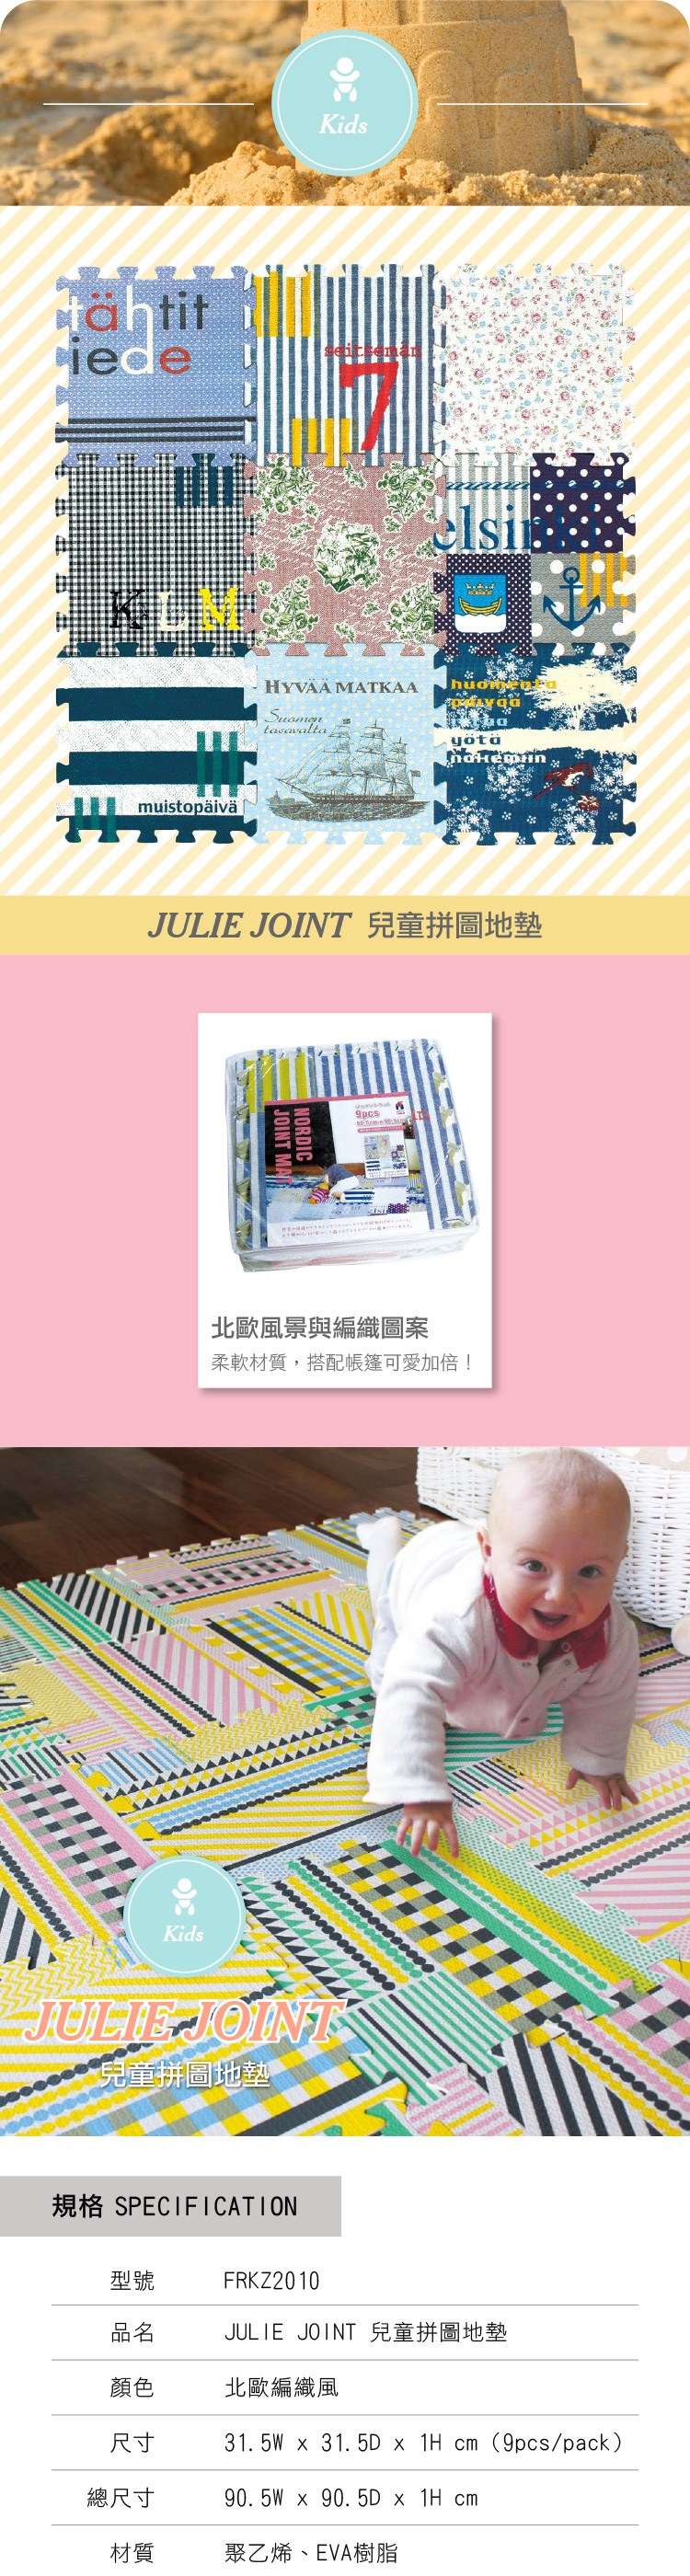 Kids
tähtit
iede
seitsemän
7
KLM
elsinki
HYVÄÄ MATKAA
Suomen
tasavalta
huomenta
päivää
yötä
näkemiin
muistopäivä
JULIE JOINT 兒童拼圖地墊
NORDIC
JOINT MAT
9pcs
北歐風景與編織圖案
柔軟材質，搭配帳篷可愛加倍！
Kids
JULIE JOINT
兒童拼圖地墊
規格 SPECIFICATION
型號 FRKZ2010
品名 JULIE JOINT 兒童拼圖地墊
顏色 北歐編織風
尺寸 31.5W x 31.5D x 1H cm（9pcs/pack）
總尺寸 90.5W x 90.5D x 1H cm
材質 聚乙烯、EVA樹脂